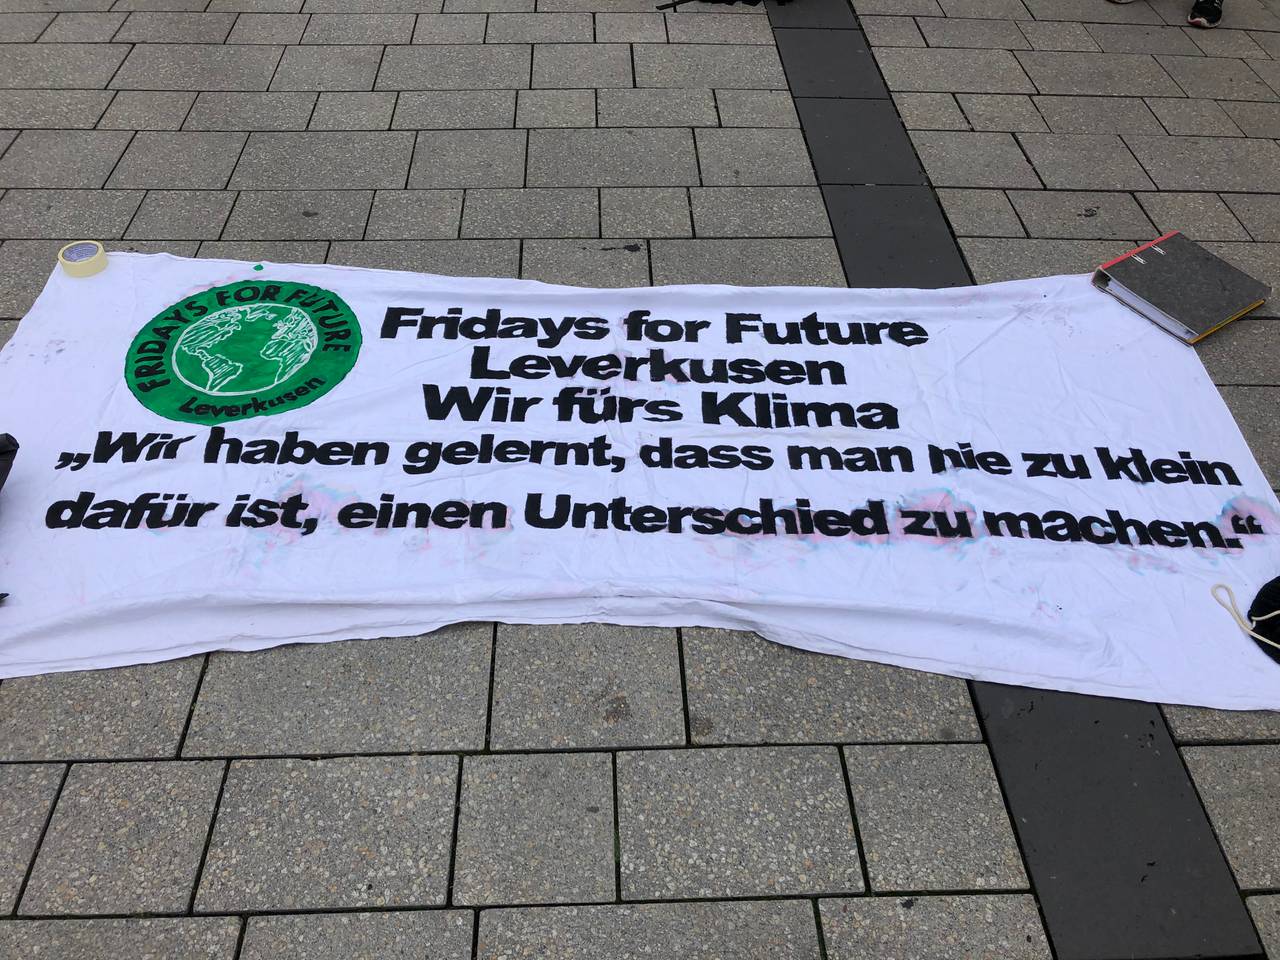 FRIDAYS FOR FUTURE
Leverkusen
Fridays for Future
Leverkusen
Wir fürs Klima
„Wir haben gelernt, dass man nie zu klein
dafür ist, einen Unterschied zu machen.“